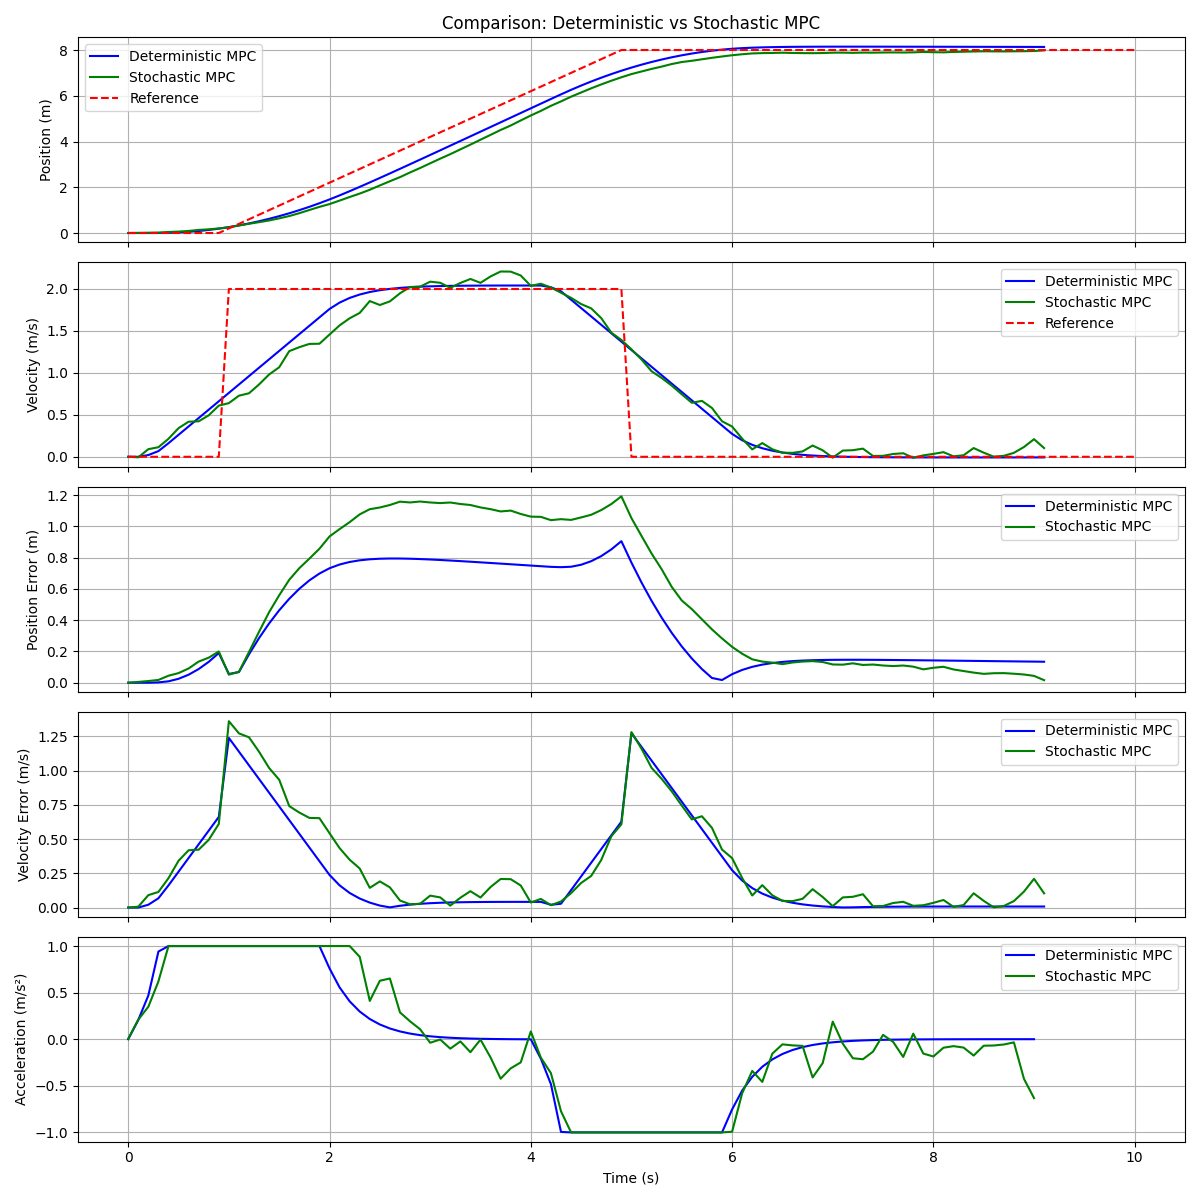 Comparison: Deterministic vs Stochastic MPC
8
6
4
2
0
Position (m)
Deterministic MPC
Stochastic MPC
Reference
2.0
1.5
1.0
0.5
0.0
Velocity (m/s)
Deterministic MPC
Stochastic MPC
Reference
1.2
1.0
0.8
0.6
0.4
0.2
0.0
Position Error (m)
Deterministic MPC
Stochastic MPC
1.25
1.00
0.75
0.50
0.25
0.00
Velocity Error (m/s)
Deterministic MPC
Stochastic MPC
1.0
0.5
0.0
−0.5
−1.0
Acceleration (m/s²)
Deterministic MPC
Stochastic MPC
0 2 4 6 8 10
Time (s)